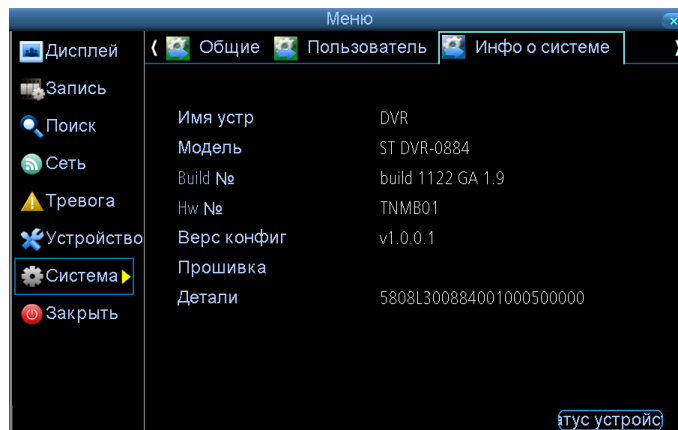 Меню
Дисплей
Общие Пользователь Инфо о системе
Запись
Поиск
Сеть
Тревога
Устройство
Система
Закрыть
Имя устр DVR
Модель ST DVR-0884
Build № build 1122 GA 1.9
Hw № TNMB01
Верс конфиг v1.0.0.1
Прошивка
Детали 5808L300884001000500000
атус устройс